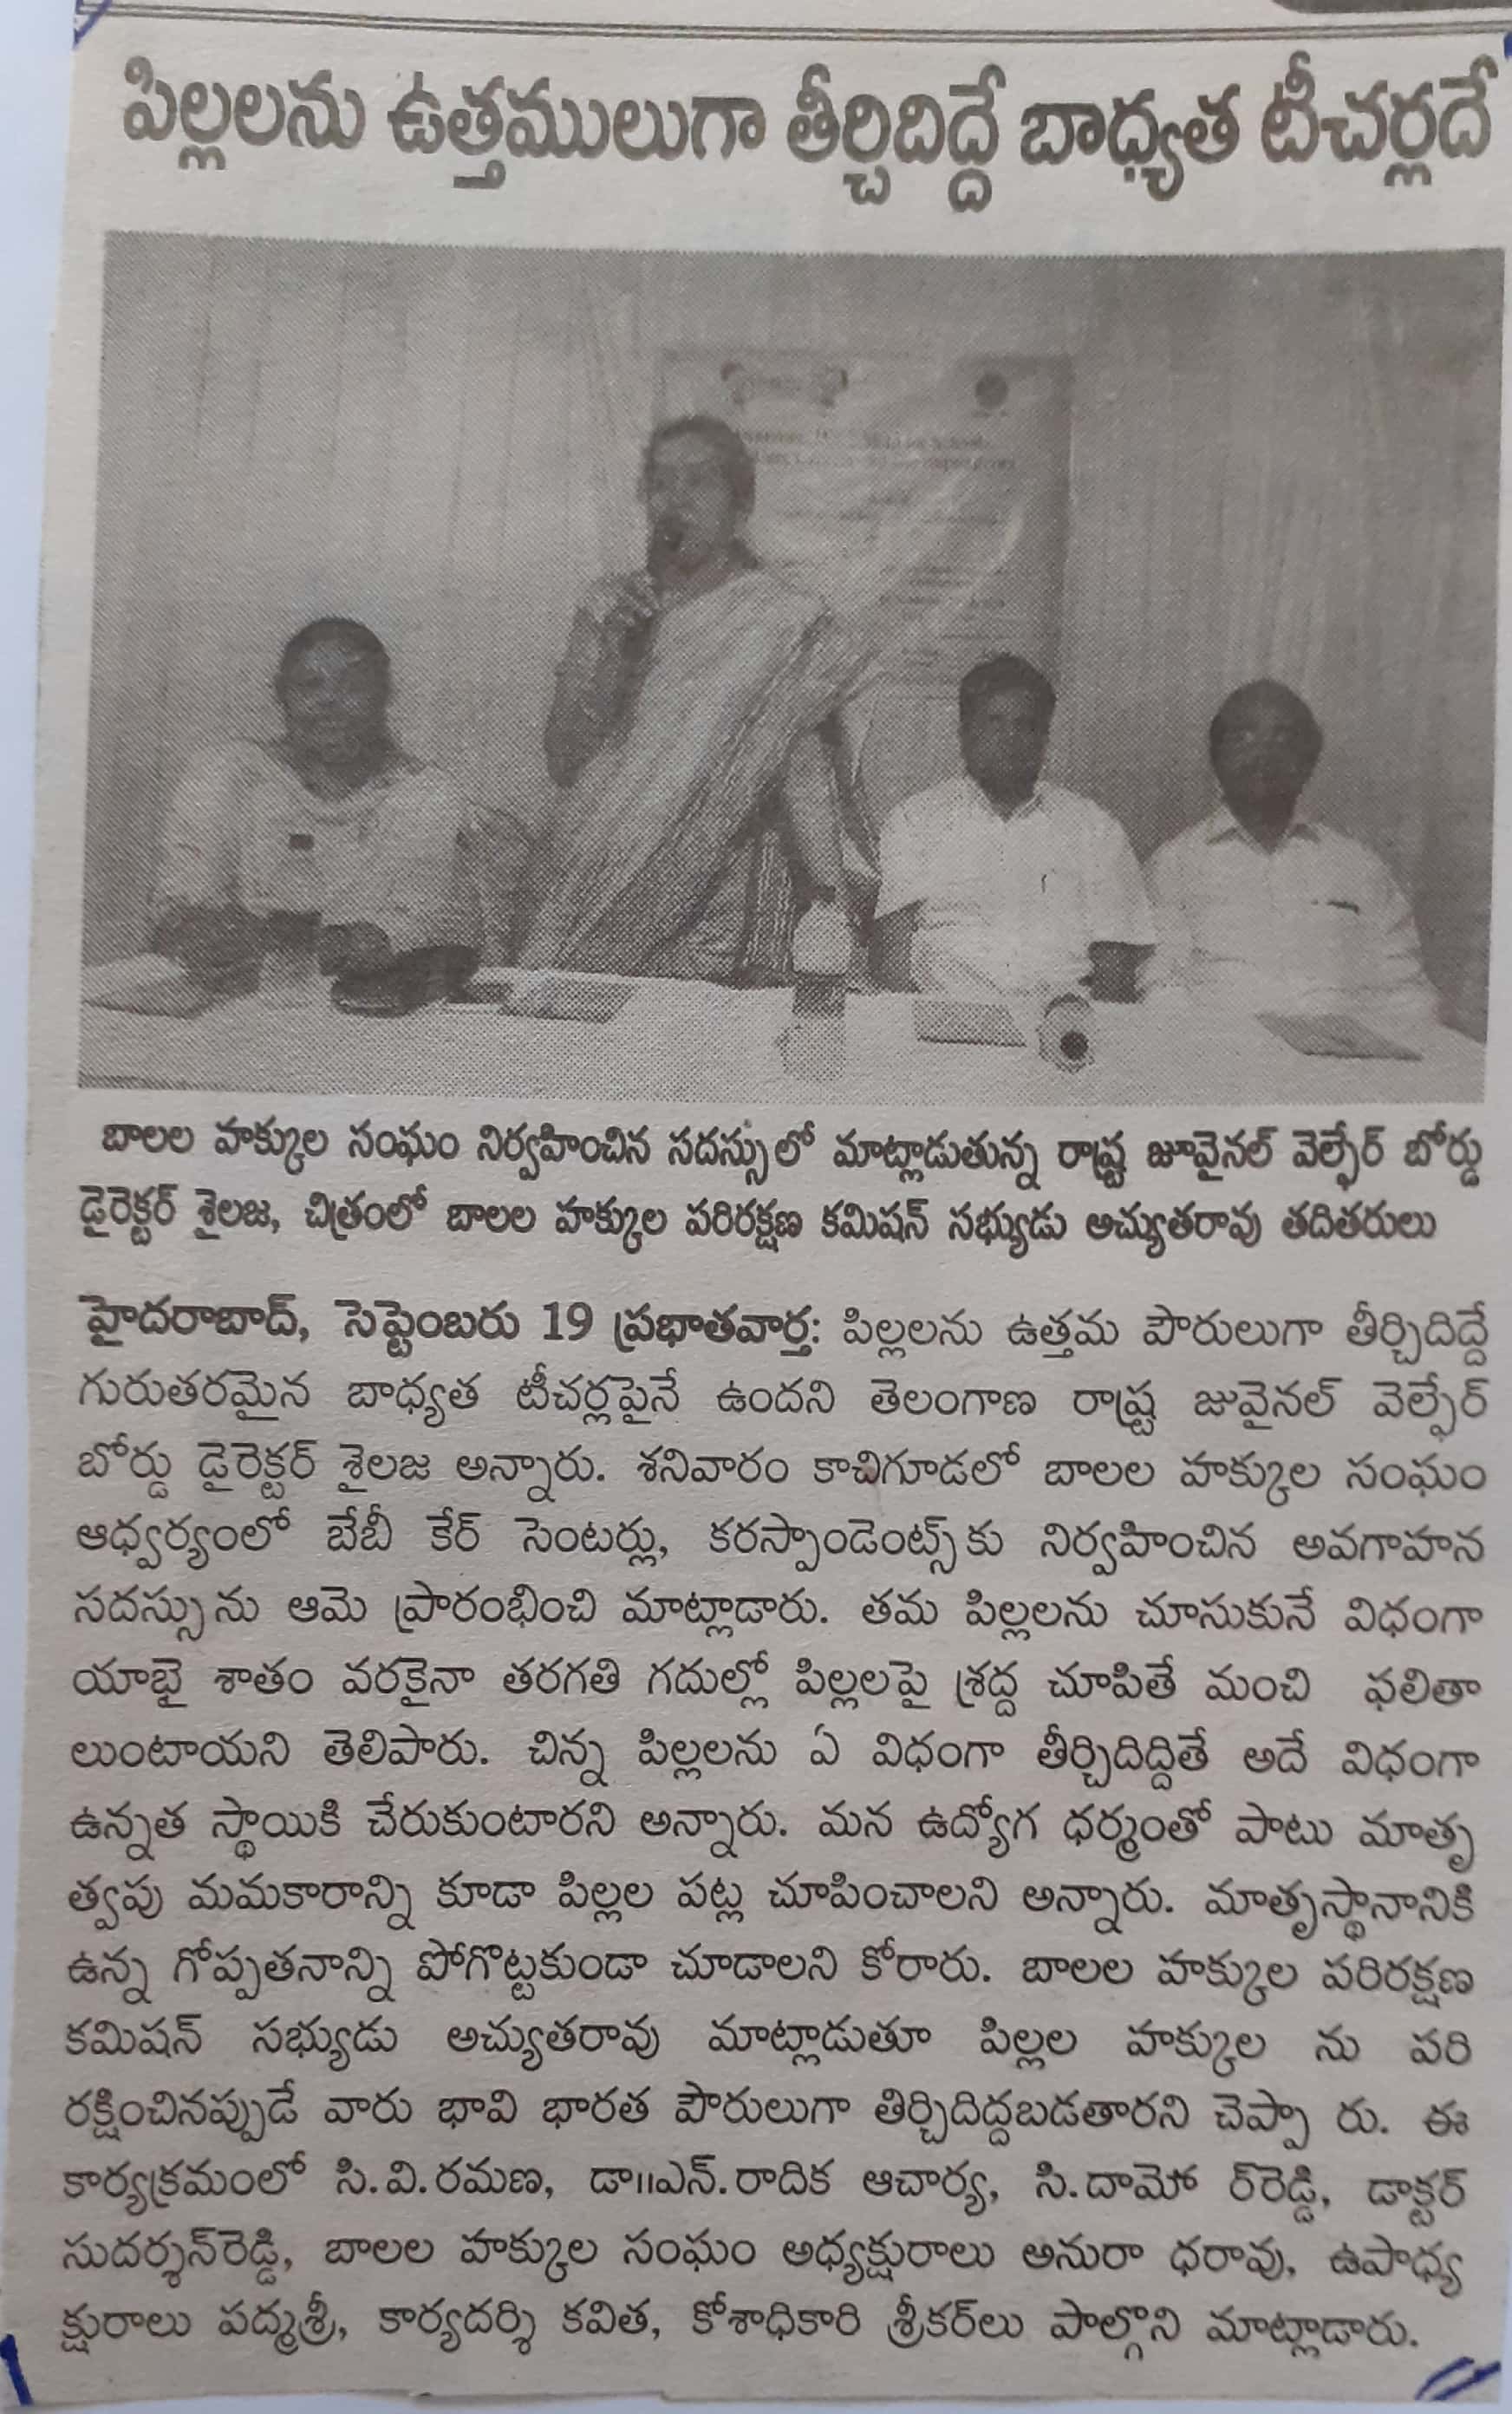 పిల్లలను ఉత్తములుగా తీర్చిదిద్దే బాధ్యత టీచర్లదే
బాలల హక్కుల సంఘం నిర్వహించిన సదస్సులో మాట్లాడుతున్న రాష్ట్ర జువైనల్ వెల్ఫేర్ బోర్డు
డైరెక్టర్ శైలజ, చిత్రంలో బాలల హక్కుల పరిరక్షణ కమిషన్ సభ్యుడు అచ్యుతరావు తదితరులు
హైదరాబాద్, సెప్టెంబరు 19 ప్రభాతవార్త: పిల్లలను ఉత్తమ పౌరులుగా తీర్చిదిద్దే
గురుతరమైన బాధ్యత టీచర్లపైనే ఉందని తెలంగాణ రాష్ట్ర జువైనల్ వెల్ఫేర్
బోర్డు డైరెక్టర్ శైలజ అన్నారు. శనివారం కాచిగూడలో బాలల హక్కుల సంఘం
ఆధ్వర్యంలో బేబీ కేర్ సెంటర్లు, కరస్పాండెంట్స్‌కు నిర్వహించిన అవగాహన
సదస్సును ఆమె ప్రారంభించి మాట్లాడారు. తమ పిల్లలను చూసుకునే విధంగా
యాభై శాతం వరకైనా తరగతి గదుల్లో పిల్లలపై శ్రద్ద చూపితే మంచి ఫలితా
లుంటాయని తెలిపారు. చిన్న పిల్లలను ఏ విధంగా తీర్చిదిద్దితే అదే విధంగా
ఉన్నత స్థాయికి చేరుకుంటారని అన్నారు. మన ఉద్యోగ ధర్మంతో పాటు మాతృ
త్వపు మమకారాన్ని కూడా పిల్లల పట్ల చూపించాలని అన్నారు. మాతృస్థానానికి
ఉన్న గోప్పతనాన్ని పోగొట్టకుండా చూడాలని కోరారు. బాలల హక్కుల పరిరక్షణ
కమిషన్ సభ్యుడు అచ్యుతరావు మాట్లాడుతూ పిల్లల హక్కుల ను పరి
రక్షించినప్పుడే వారు భావి భారత పౌరులుగా తిర్చిదిద్దబడతారని చెప్పా రు. ఈ
కార్యక్రమంలో సి.వి.రమణ, డా॥ఎన్.రాదిక ఆచార్య, సి.దామో ర్‌రెడ్డి, డాక్టర్
సుదర్శన్‌రెడ్డి, బాలల హక్కుల సంఘం అధ్యక్షురాలు అనురా ధరావు, ఉపాధ్య
క్షురాలు పద్మశ్రీ, కార్యదర్శి కవిత, కోశాధికారి శ్రీకర్‌లు పాల్గొని మాట్లాడారు.